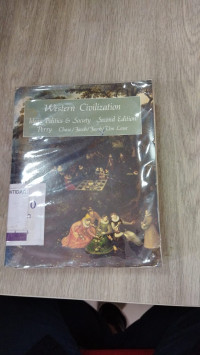 Western Civilization
Ideas, Politics & Society Second Edition
Perry Chase / Jacob / Jacob / Von Laue